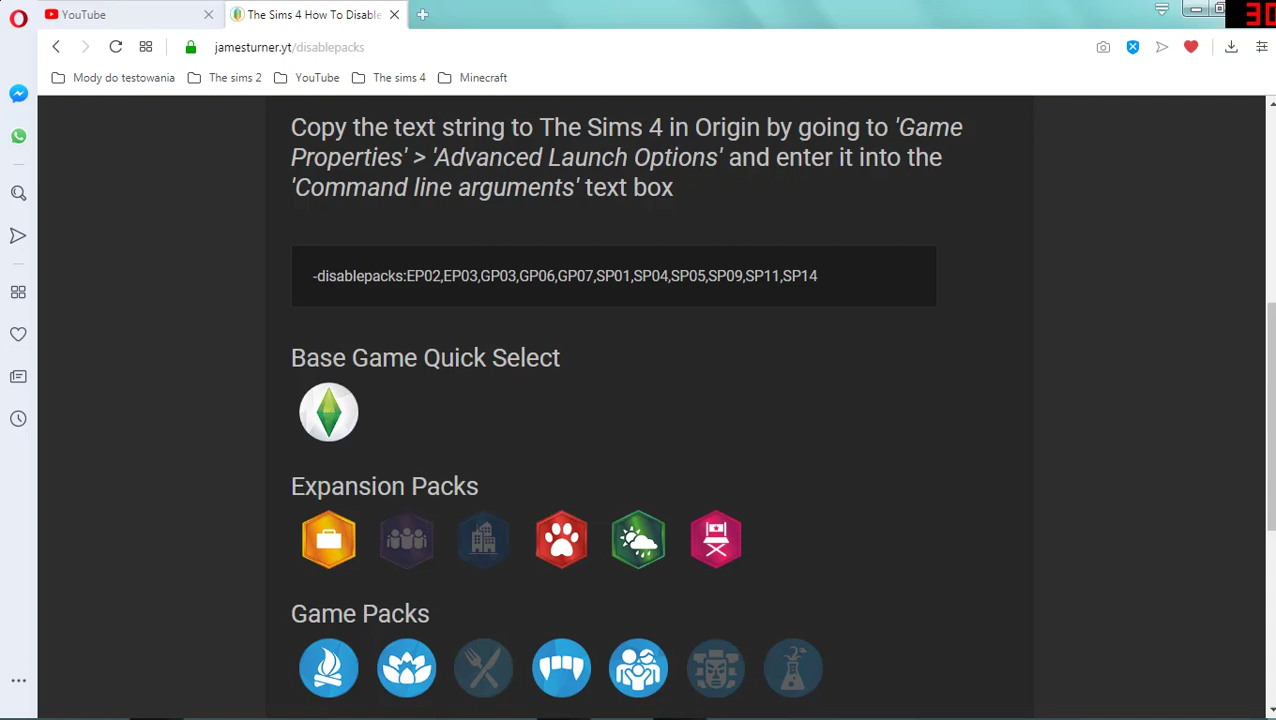 YouTube
The Sims 4 How To Disable
30
jamesturner.yt/disablepacks
Mody do testowania
The sims 2
YouTube
The sims 4
Minecraft
Copy the text string to The Sims 4 in Origin by going to 'Game
Properties' > 'Advanced Launch Options' and enter it into the
'Command line arguments' text box
-disablepacks:EP02,EP03,GP03,GP06,GP07,SP01,SP04,SP05,SP09,SP11,SP14
Base Game Quick Select
Expansion Packs
Game Packs